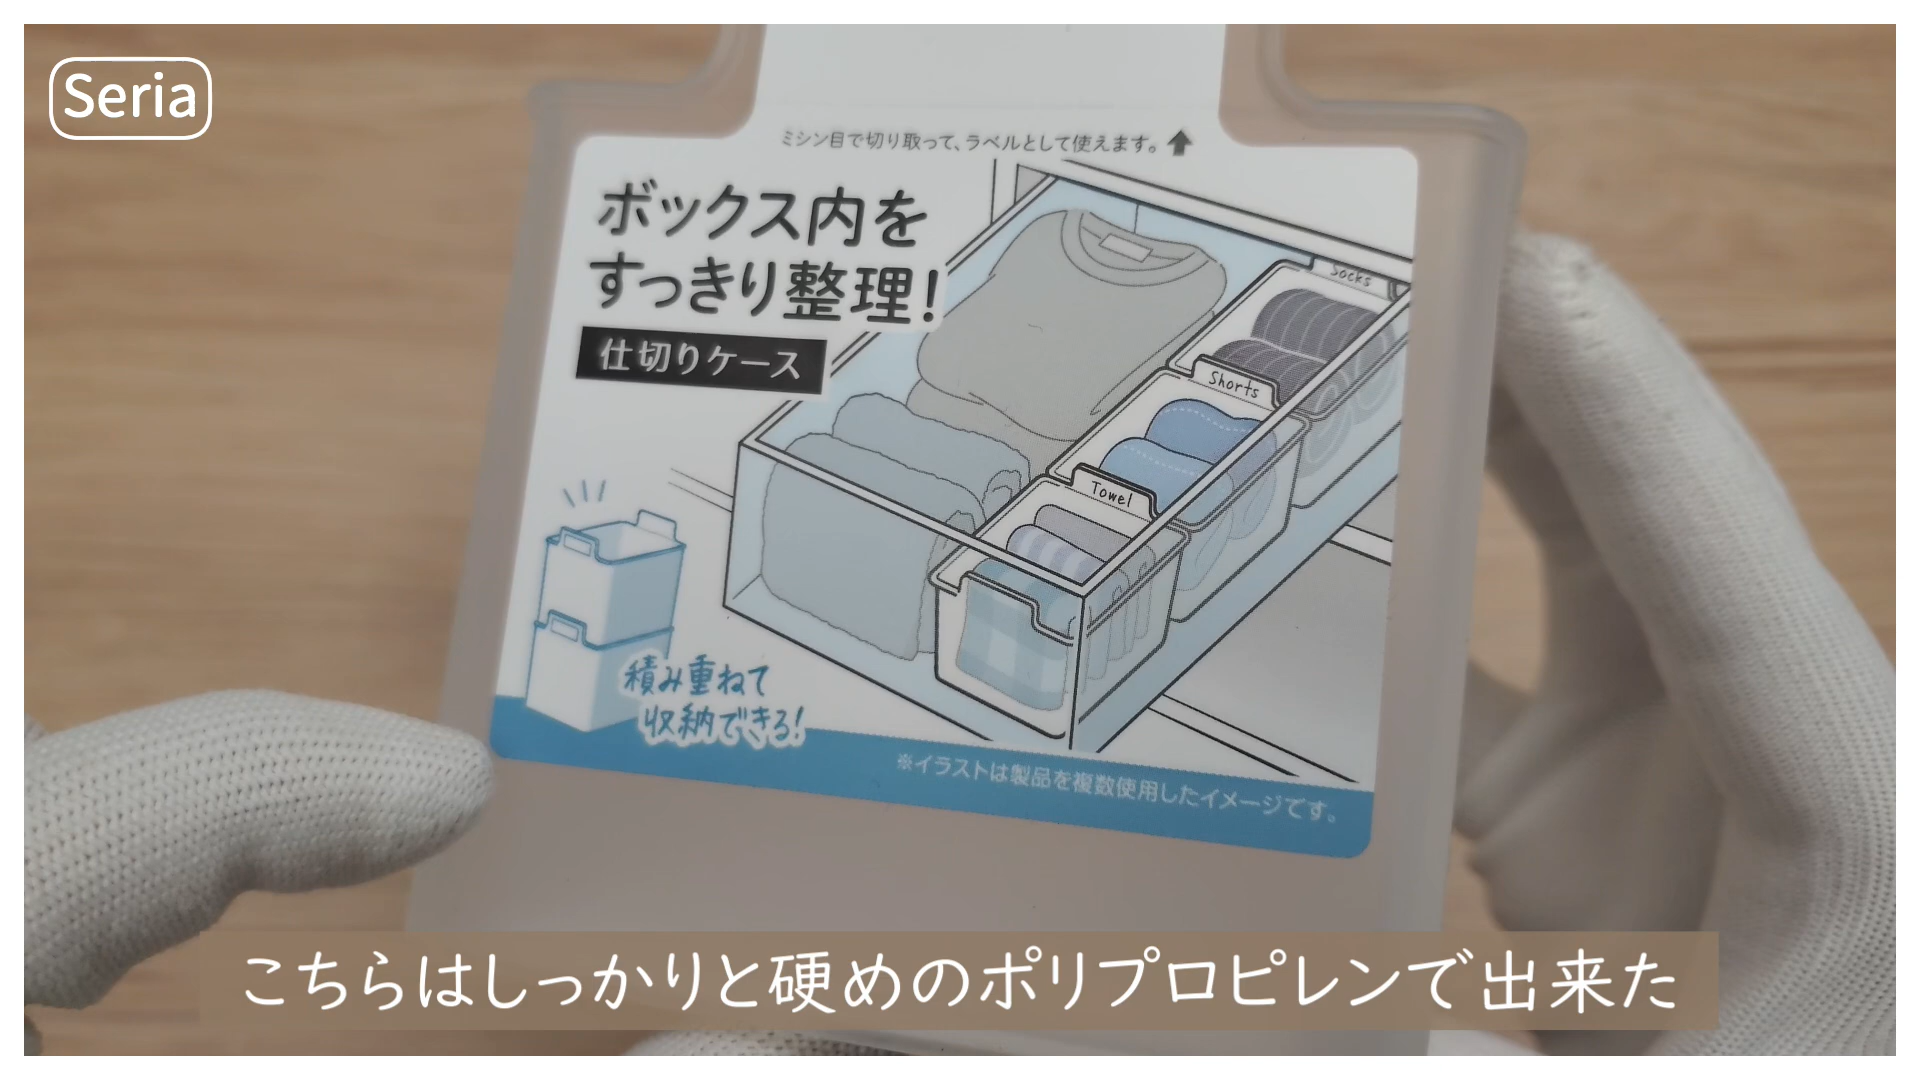 Seria
ミシン目で切り取って、ラベルとして使えます。
ボックス内を
すっきり整理!
仕切りケース
Socks
Shorts
Towel
積み重ねて
収納できる!
※イラストは製品を複数使用したイメージです。
こちらはしっかりと硬めのポリプロピレンで出来た